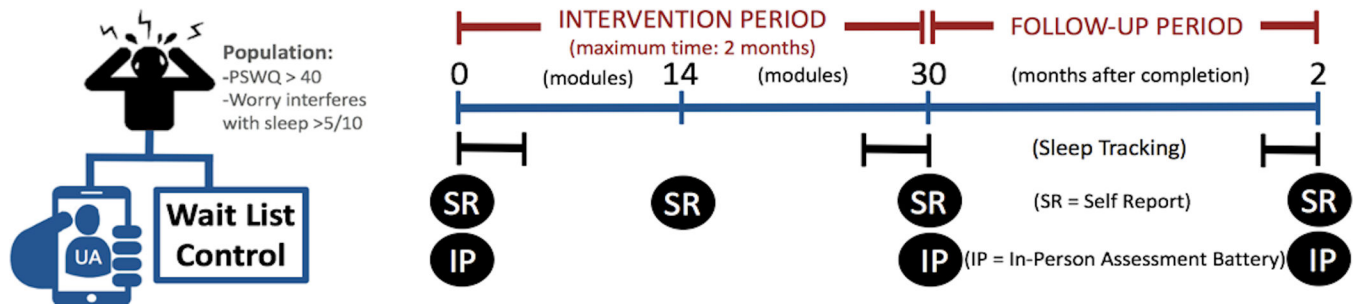 Population:
-PSWQ > 40
-Worry interferes
with sleep >5/10
UA
Wait List
Control
INTERVENTION PERIOD
(maximum time: 2 months)
FOLLOW-UP PERIOD
0 (modules) 14 (modules) 30 (months after completion) 2
(Sleep Tracking)
SR SR SR (SR = Self Report) SR
IP IP (IP = In-Person Assessment Battery) IP